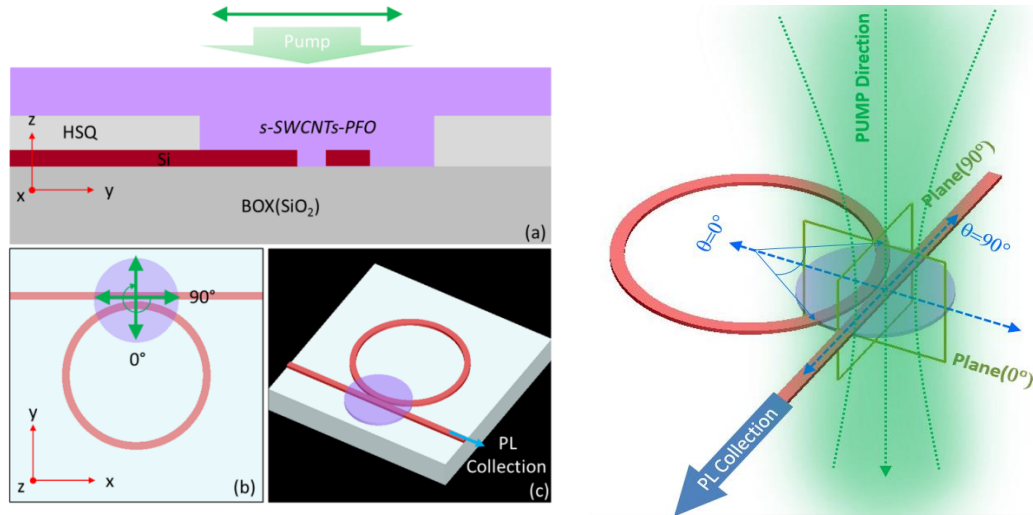 Pump
z
HSQ
s-SWCNTs-PFO
Si
x
y
BOX(SiO₂)
(a)
90°
0°
y
z
x
(b)
PL
Collection
(c)
PUMP Direction
Plane(90°)
θ=0°
θ=90°
Plane(0°)
PL Collection